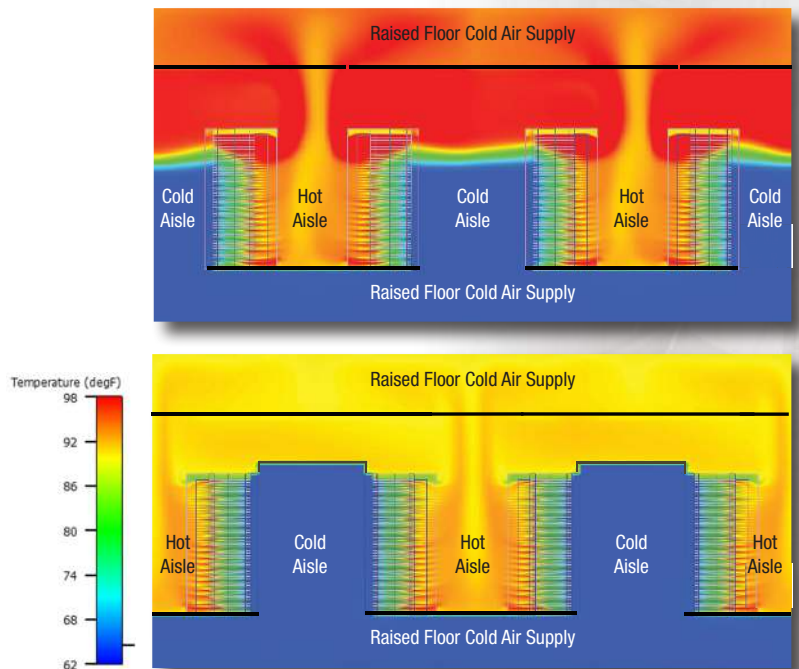 Raised Floor Cold Air Supply
Cold
Aisle
Hot
Aisle
Cold
Aisle
Hot
Aisle
Cold
Aisle
Raised Floor Cold Air Supply
Temperature (degF)
98
92
86
80
74
68
62
Raised Floor Cold Air Supply
Hot
Aisle
Cold
Aisle
Hot
Aisle
Cold
Aisle
Hot
Aisle
Raised Floor Cold Air Supply